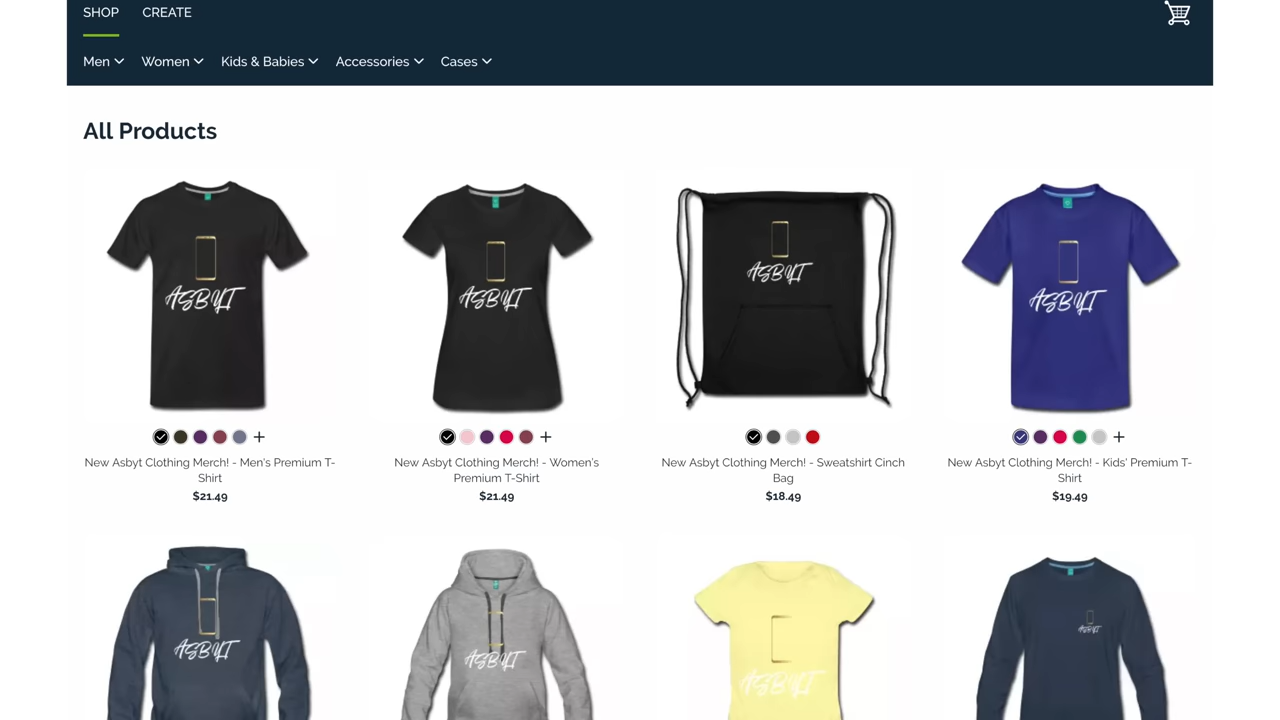 SHOP CREATE
Men Women Kids & Babies Accessories Cases
All Products
ASBYT ASBYT ASBYT ASBYT
New Asbyt Clothing Merch! - Men's Premium T-
Shirt
$21.49
New Asbyt Clothing Merch! - Women's
Premium T-Shirt
$21.49
New Asbyt Clothing Merch! - Sweatshirt Cinch
Bag
$18.49
New Asbyt Clothing Merch! - Kids' Premium T-
Shirt
$19.49
ASBYT ASBYT ASBYT ASBYT